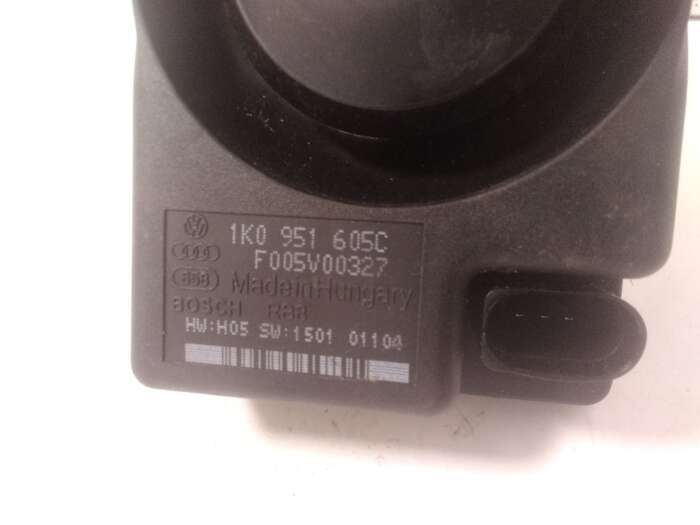 1K0 951 605C
F005V00327
Made in Hungary
BOSCH
HW:H05 SW:1501 01104